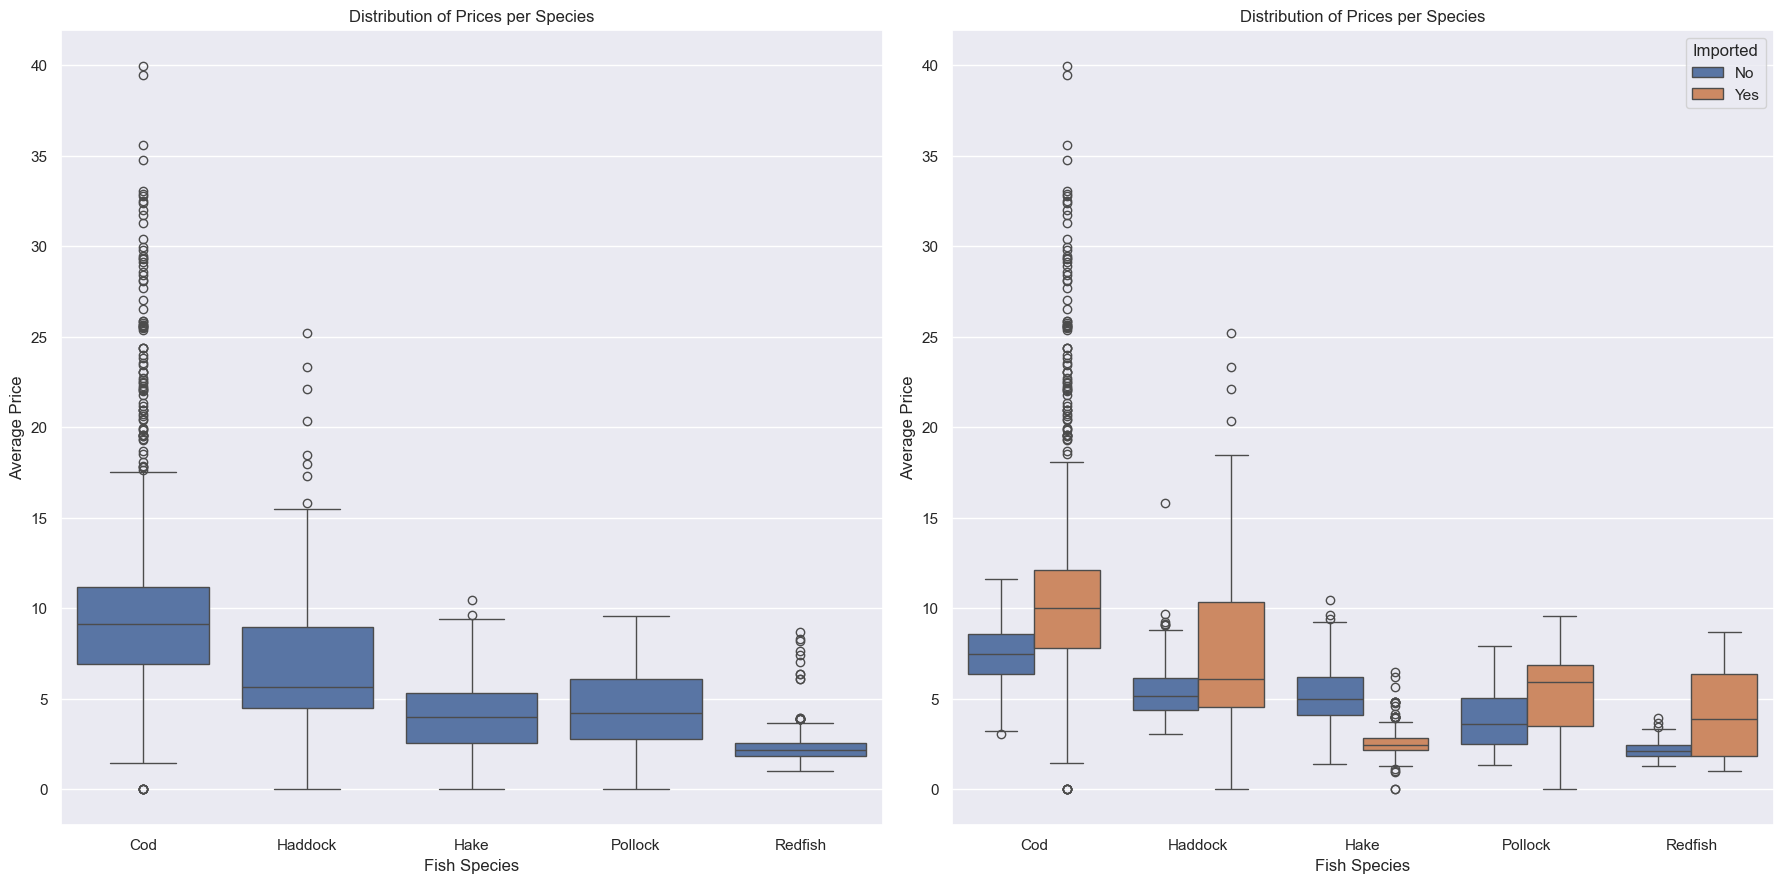 Distribution of Prices per Species
40
35
30
25
20
15
10
5
0
Average Price
Cod
Haddock
Hake
Pollock
Redfish
Fish Species
Distribution of Prices per Species
Imported
No
Yes
40
35
30
25
20
15
10
5
0
Average Price
Cod
Haddock
Hake
Pollock
Redfish
Fish Species